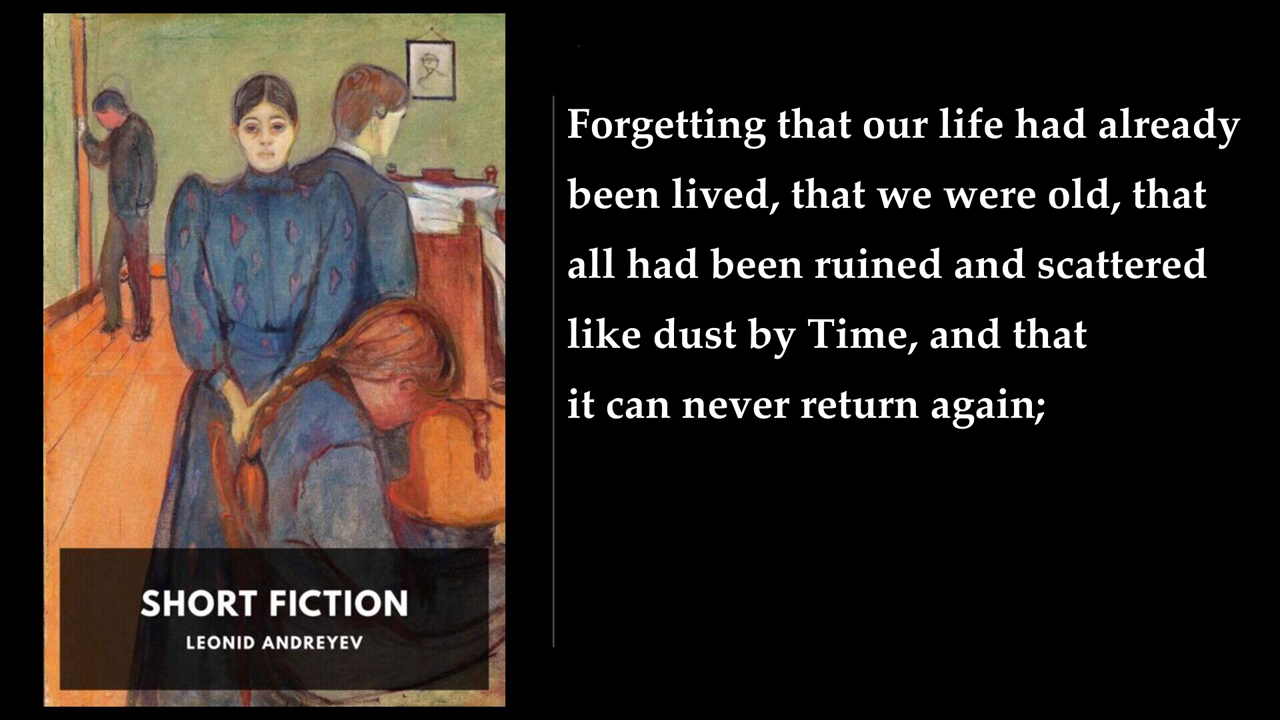 Forgetting that our life had already
been lived, that we were old, that
all had been ruined and scattered
like dust by Time, and that
it can never return again;
SHORT FICTION
LEONID ANDREYEV